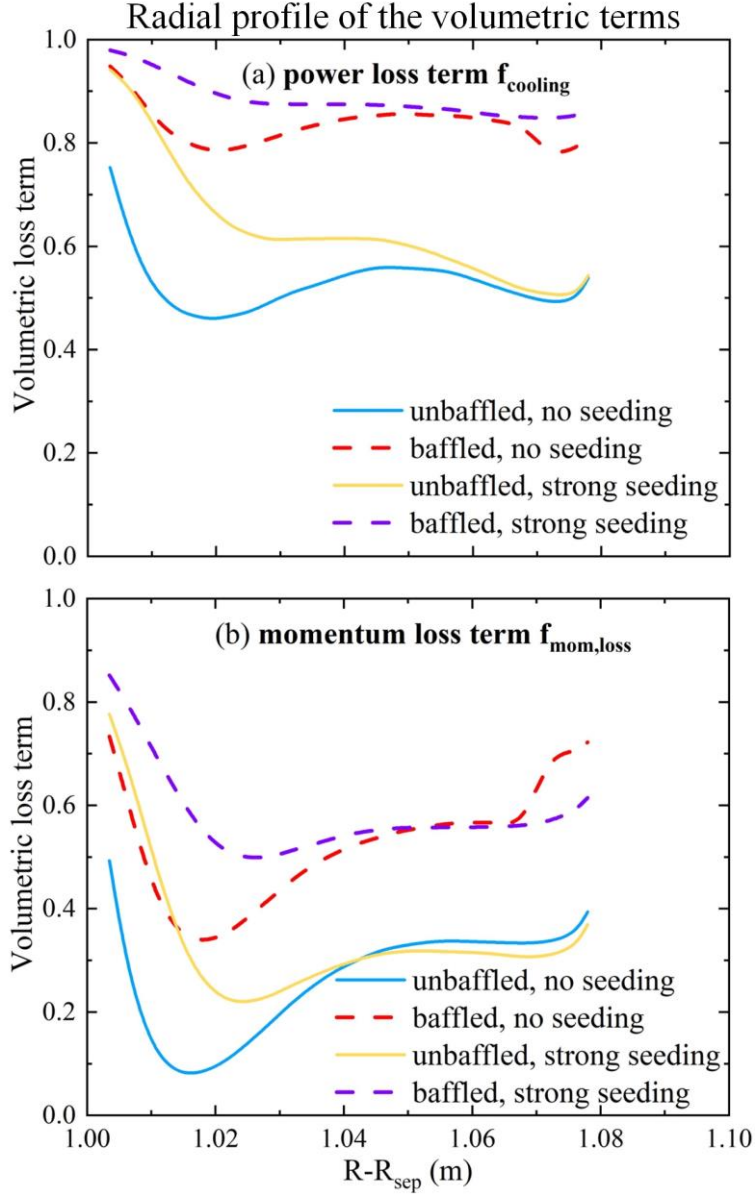 Radial profile of the volumetric terms
(a) power loss term f_cooling
Volumetric loss term
1.0
0.8
0.6
0.4
0.2
0.0
unbaffled, no seeding
baffled, no seeding
unbaffled, strong seeding
baffled, strong seeding
(b) momentum loss term f_mom,loss
Volumetric loss term
1.0
0.8
0.6
0.4
0.2
0.0
unbaffled, no seeding
baffled, no seeding
unbaffled, strong seeding
baffled, strong seeding
1.00 1.02 1.04 1.06 1.08 1.10
R-R_sep (m)